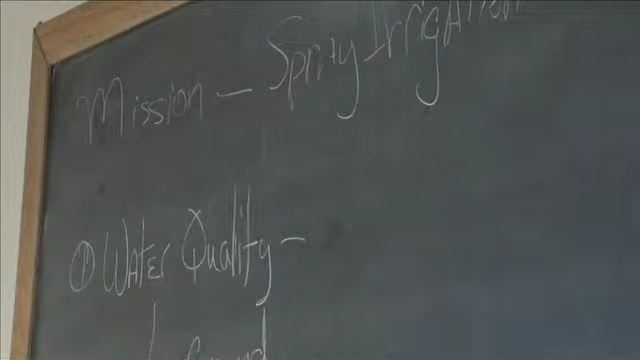 Mission - Spray Irrigation
① Water Quality -